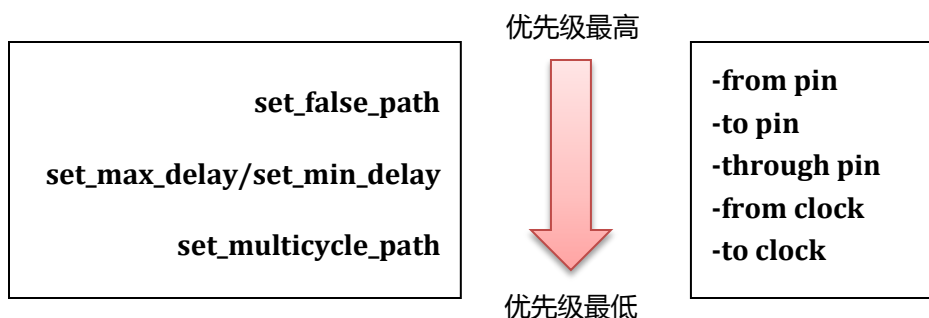 优先级最高
set_false_path
set_max_delay/set_min_delay
set_multicycle_path
-from pin
-to pin
-through pin
-from clock
-to clock
优先级最低